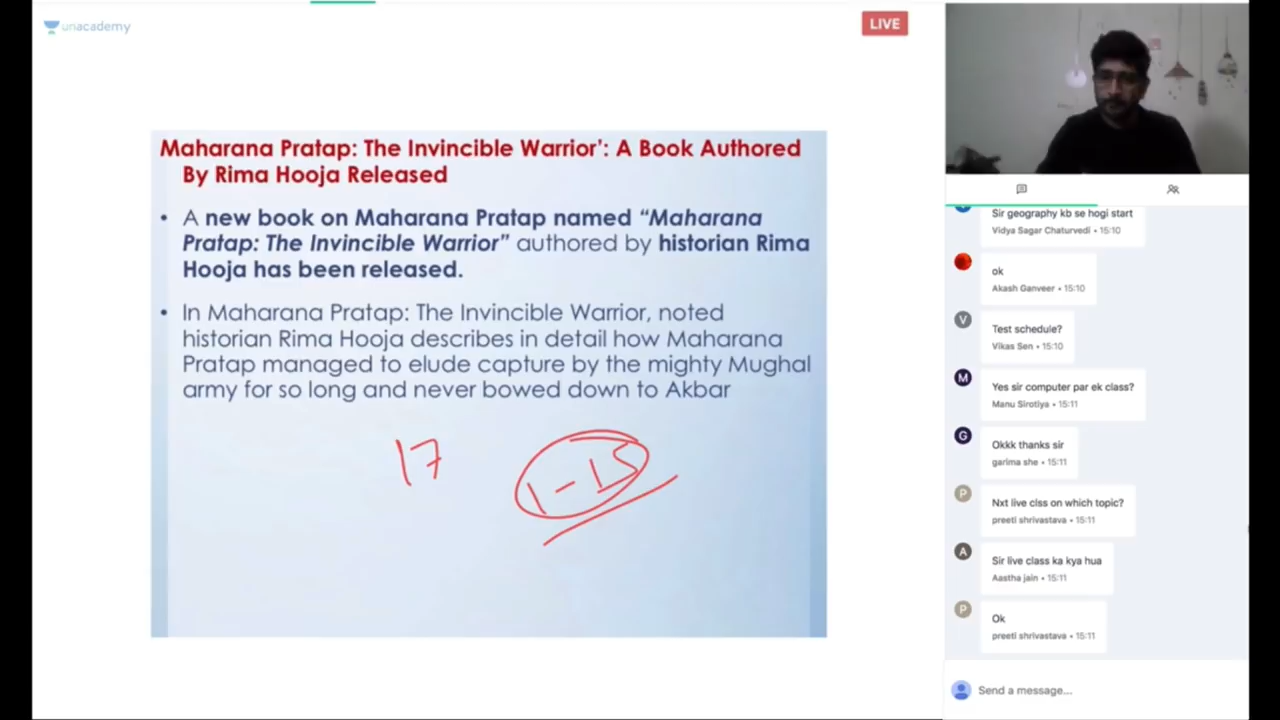 unacademy
LIVE
Maharana Pratap: The Invincible Warrior’: A Book Authored
By Rima Hooja Released
• A new book on Maharana Pratap named “Maharana
Pratap: The Invincible Warrior” authored by historian Rima
Hooja has been released.
• In Maharana Pratap: The Invincible Warrior, noted
historian Rima Hooja describes in detail how Maharana
Pratap managed to elude capture by the mighty Mughal
army for so long and never bowed down to Akbar
17
1-15
Sir geography kb se hogi start
Vidya Sagar Chaturvedi • 15:10
ok
Akash Ganveer • 15:10
V
Test schedule?
Vikas Sen • 15:10
M
Yes sir computer par ek class?
Manu Sirotiya • 15:11
G
Okkk thanks sir
garima she • 15:11
P
Nxt live clss on which topic?
preeti shrivastava • 15:11
A
Sir live class ka kya hua
Aastha jain • 15:11
P
Ok
preeti shrivastava • 15:11
Send a message...